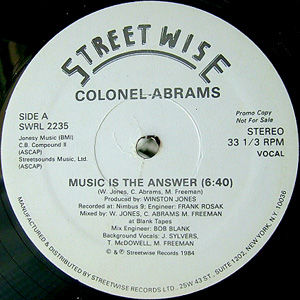 STREETWISE
COLONEL ABRAMS
SIDE A
SWRL 2235
Jonesy Music (BMI)
C.B. Compound II
(ASCAP)
Streetsounds Music, Ltd.
(ASCAP)
Promo Copy
Not For Sale
STEREO
33 1/3 RPM
VOCAL
MUSIC IS THE ANSWER (6:40)
(W. Jones, C. Abrams, M. Freeman)
Produced by: WINSTON JONES
Recorded at: Nimbus 9; Engineer: FRANK ROSAK
Mixed by: W. JONES, C. ABRAMS M. FREEMAN
at Blank Tapes
Mix Engineer: BOB BLANK
Background Vocals: J. SYLVERS,
T. McDOWELL, M. FREEMAN
© & ℗ Streetwise Records 1984
MANUFACTURED & DISTRIBUTED BY STREETWISE RECORDS LTD. 25W 43 ST. SUITE 1202, NEW YORK, N.Y. 10036